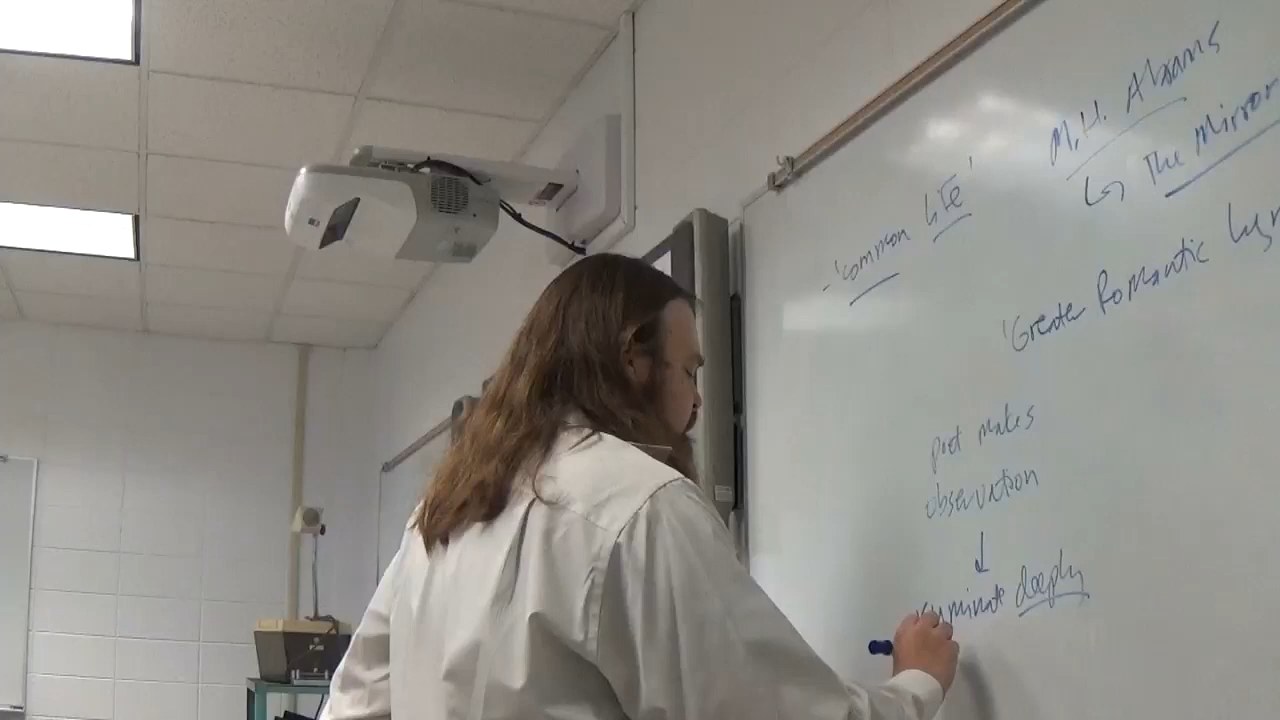 M.H. Abrams
↳ The Mirror
-'common life'
'Greater Romantic Lyr
poet makes
observation
↓
ruminate deeply